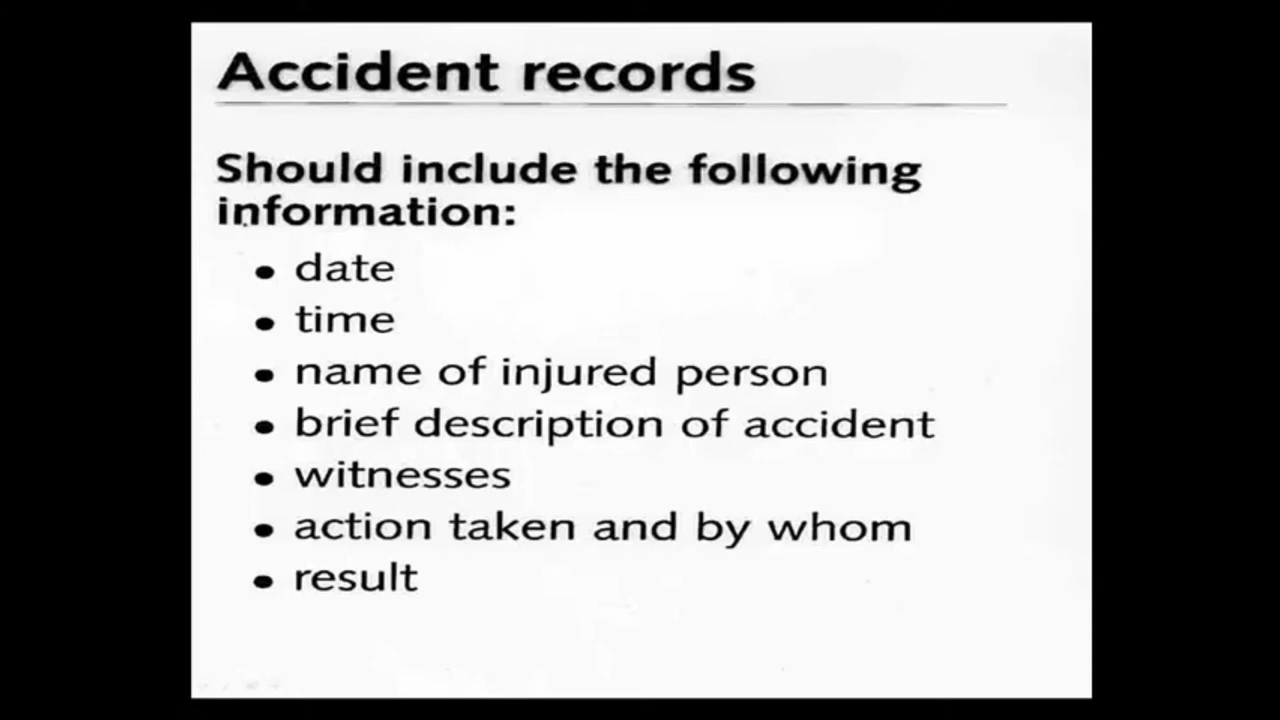 Accident records
Should include the following
information:
• date
• time
• name of injured person
• brief description of accident
• witnesses
• action taken and by whom
• result